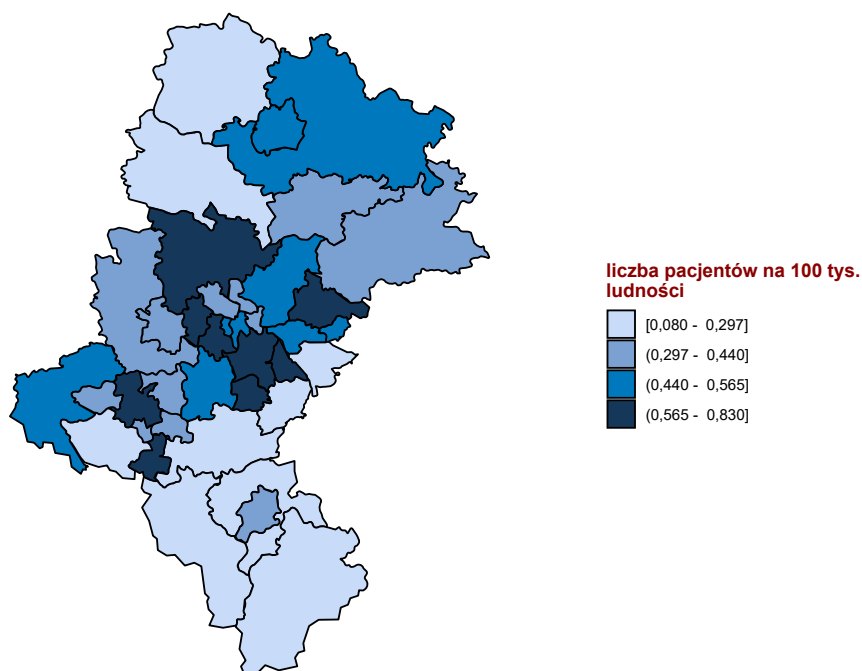 liczba pacjentów na 100 tys.
ludności
[0,080 - 0,297]
(0,297 - 0,440]
(0,440 - 0,565]
(0,565 - 0,830]